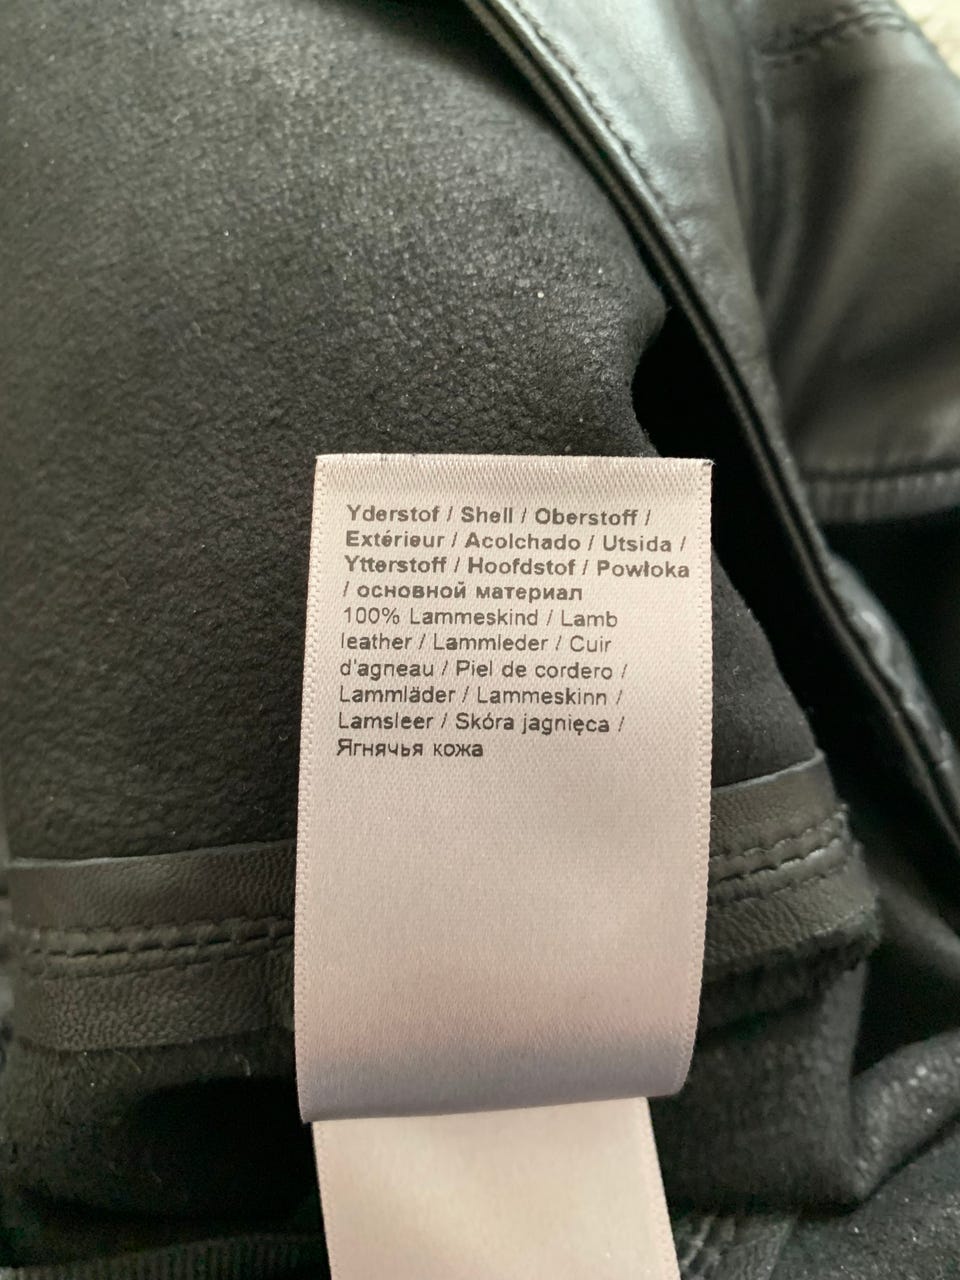 Yderstof / Shell / Oberstoff /
Extérieur / Acolchado / Utsida /
Ytterstoff / Hoofdstof / Powłoka
/ основной материал
100% Lammeskind / Lamb
leather / Lammleder / Cuir
d'agneau / Piel de cordero /
Lammläder / Lammeskinn /
Lamsleer / Skóra jagnięca /
Ягнячья кожа